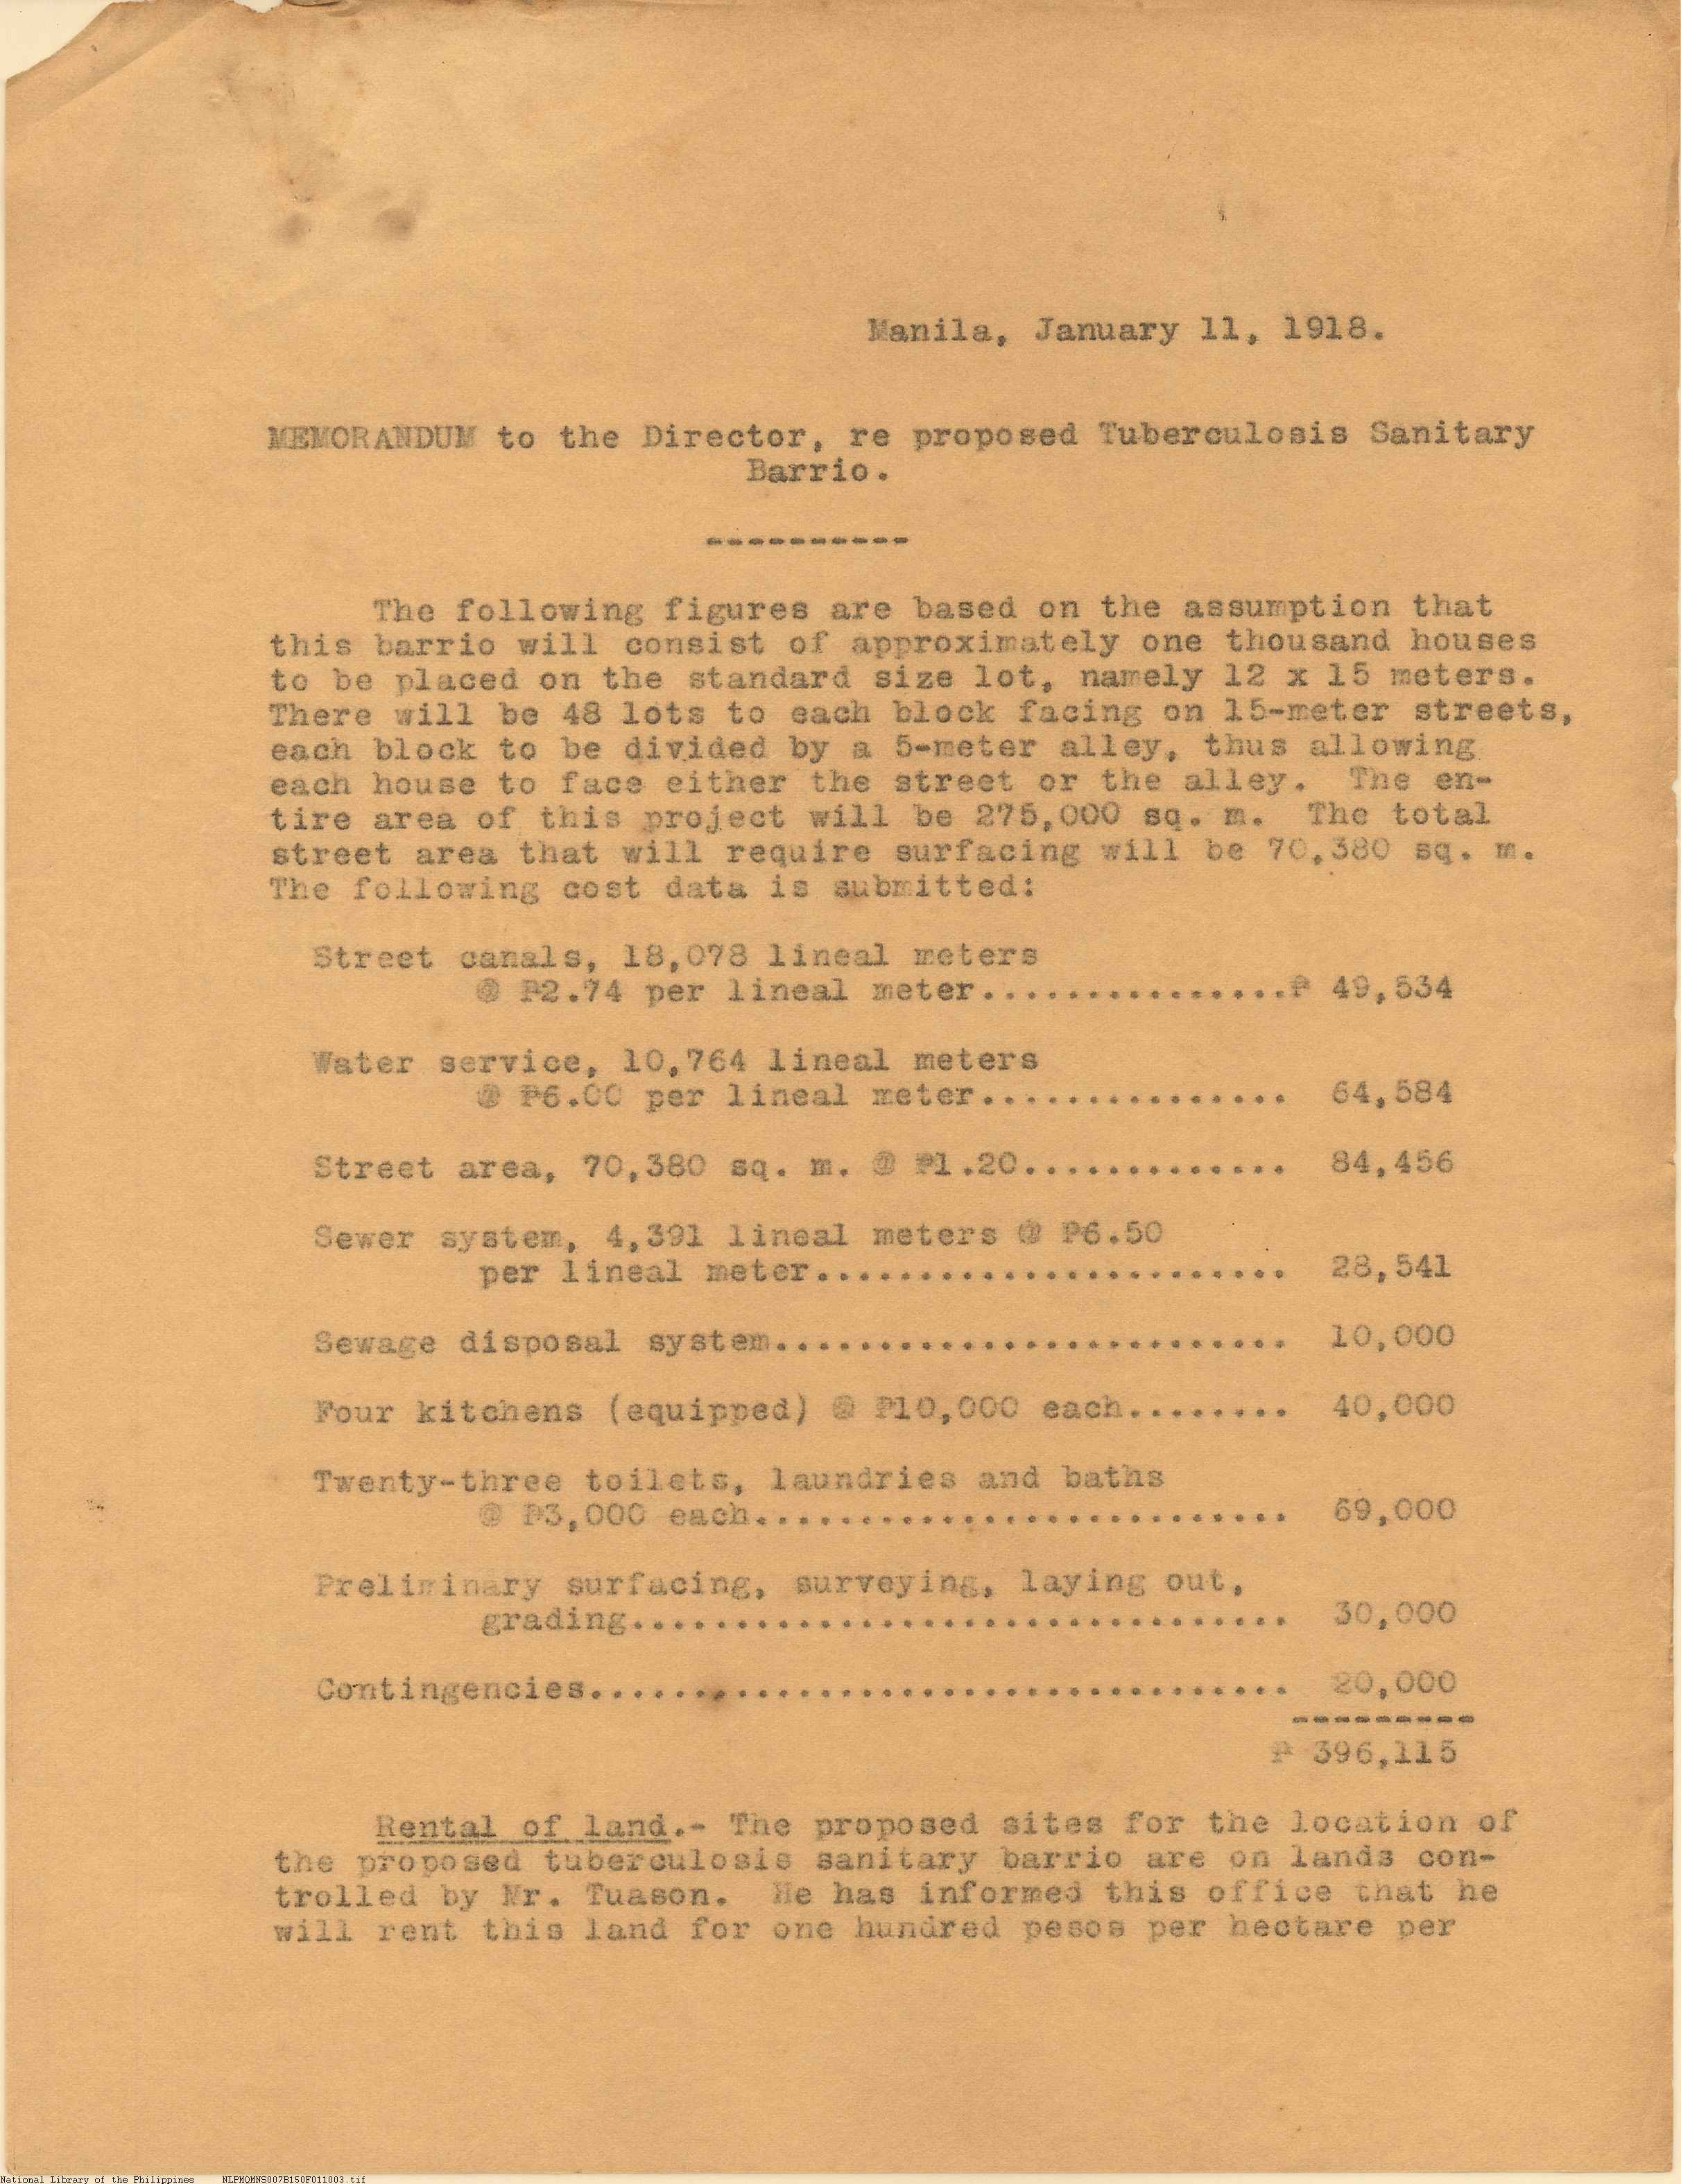 Manila, January 11, 1918.
MEMORANDUM to the Director, re proposed Tuberculosis Sanitary
Barrio.
----------
The following figures are based on the assumption that
this barrio will consist of approximately one thousand houses
to be placed on the standard size lot, namely 12 x 15 meters.
There will be 48 lots to each block facing on 15-meter streets,
each block to be divided by a 5-meter alley, thus allowing
each house to face either the street or the alley. The en-
tire area of this project will be 275,000 sq. m. The total
street area that will require surfacing will be 70,380 sq. m.
The following cost data is submitted:
Street canals, 18,078 lineal meters
@ ₱2.74 per lineal meter...............₱ 49,534
Water service, 10,764 lineal meters
@ ₱6.00 per lineal meter............... 64,584
Street area, 70,380 sq. m. @ ₱1.20............. 84,456
Sewer system, 4,391 lineal meters @ ₱6.50
per lineal meter....................... 28,541
Sewage disposal system......................... 10,000
Four kitchens (equipped) @ ₱10,000 each........ 40,000
Twenty-three toilets, laundries and baths
@ ₱3,000 each.......................... 69,000
Preliminary surfacing, surveying, laying out,
grading................................ 30,000
Contingencies.................................. 20,000
---------
₱ 396,115
Rental of land.- The proposed sites for the location of
the proposed tuberculosis sanitary barrio are on lands con-
trolled by Mr. Tuason. He has informed this office that he
will rent this land for one hundred pesos per hectare per
National Library of the Philippines NLPMQMNS007B150F011003.tif